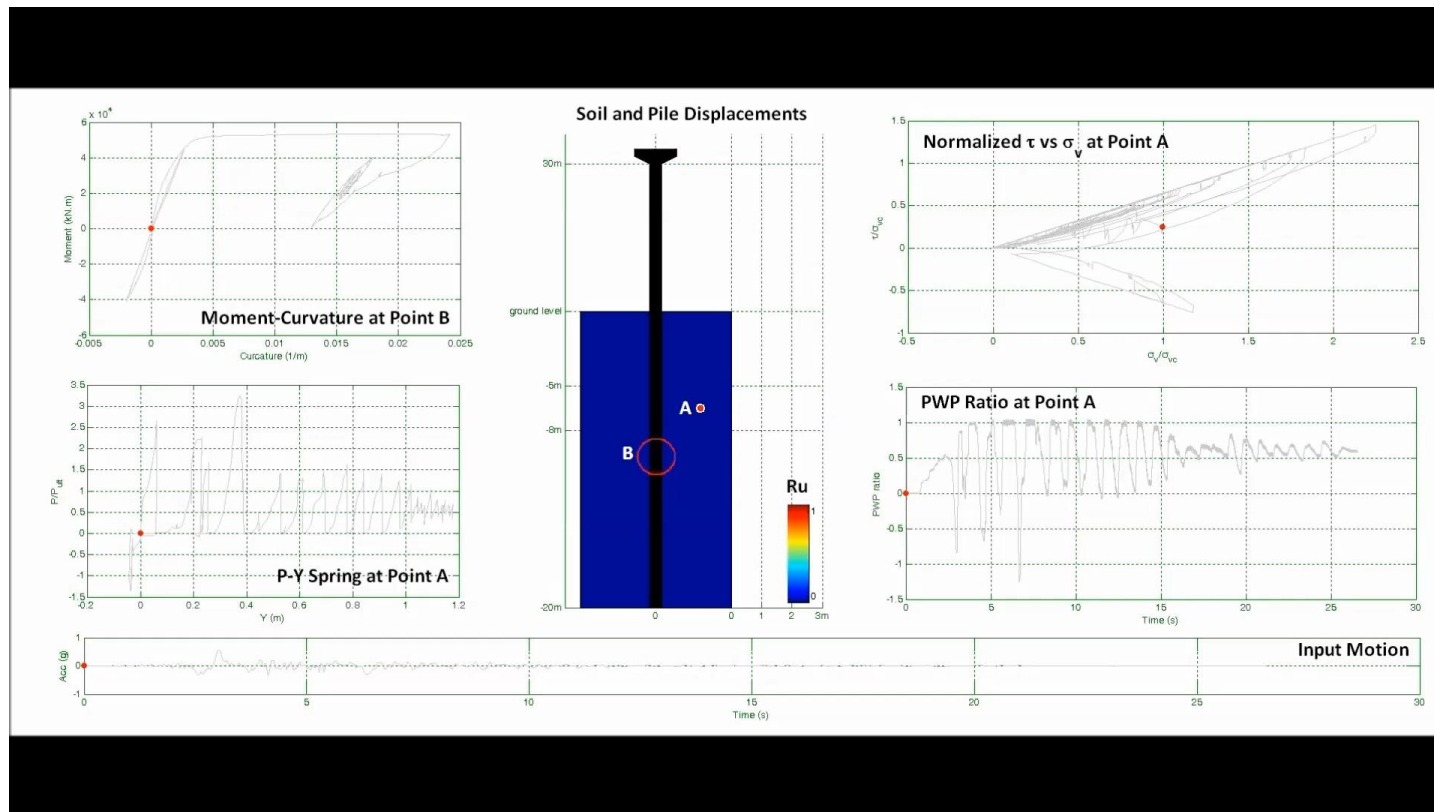 x 10⁴
6
4
2
0
-2
-4
-6
Moment (kN.m)
Moment-Curvature at Point B
-0.005 0 0.005 0.01 0.015 0.02 0.025
Curcature (1/m)
3.5
3
2.5
2
1.5
1
0.5
0
-0.5
-1
-1.5
P/Pult
P-Y Spring at Point A
-0.2 0 0.2 0.4 0.6 0.8 1 1.2
Y (m)
Soil and Pile Displacements
30m
ground level
-5m
-8m
-20m
A
B
Ru
1
0
0 0 1 2 3m
Normalized τ vs σv at Point A
1.5
1
0.5
0
-0.5
-1
τ/σvc
-0.5 0 0.5 1 1.5 2 2.5
σv/σvc
PWP Ratio at Point A
1.5
1
0.5
0
-0.5
-1
-1.5
PWP ratio
0 5 10 15 20 25 30
Time (s)
Input Motion
1
0
-1
Acc (g)
0 5 10 15 20 25 30
Time (s)